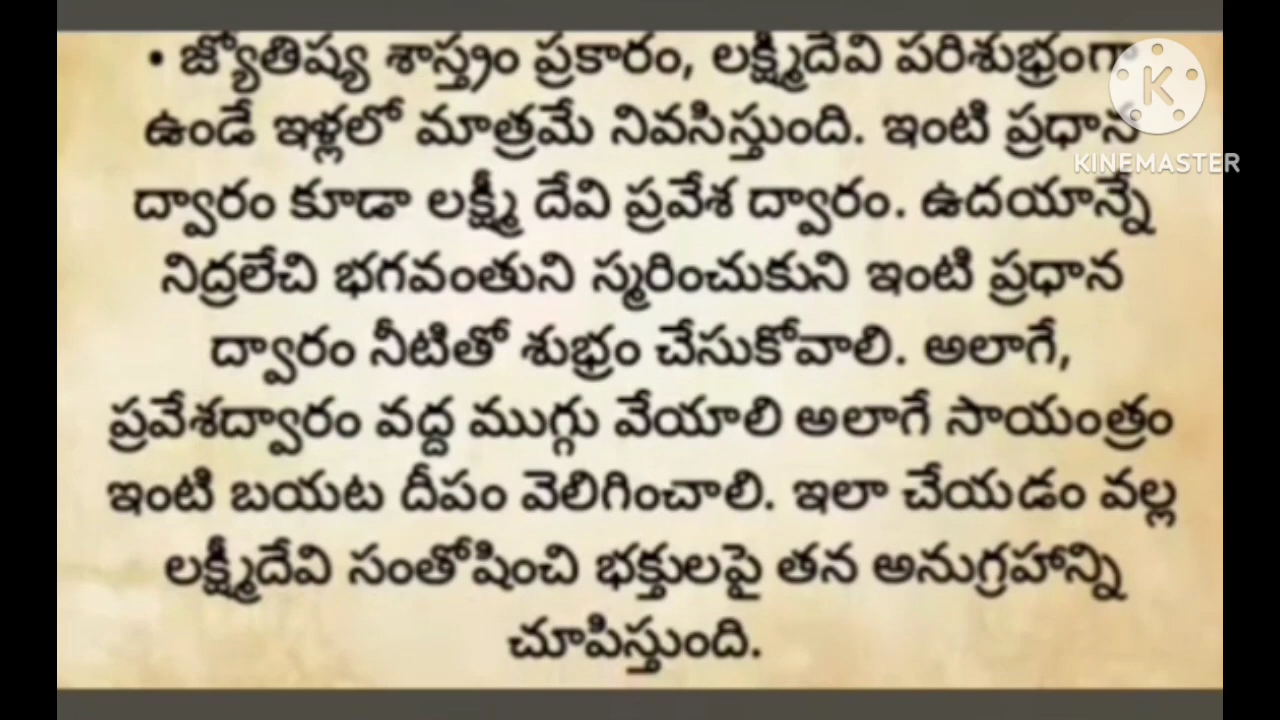 • జ్యోతిష్య శాస్త్రం ప్రకారం, లక్ష్మీదేవి పరిశుభ్రంగా
ఉండే ఇళ్లలో మాత్రమే నివసిస్తుంది. ఇంటి ప్రధాన
ద్వారం కూడా లక్ష్మీ దేవి ప్రవేశ ద్వారం. ఉదయాన్నే
నిద్రలేచి భగవంతుని స్మరించుకుని ఇంటి ప్రధాన
ద్వారం నీటితో శుభ్రం చేసుకోవాలి. అలాగే,
ప్రవేశద్వారం వద్ద ముగ్గు వేయాలి అలాగే సాయంత్రం
ఇంటి బయట దీపం వెలిగించాలి. ఇలా చేయడం వల్ల
లక్ష్మీదేవి సంతోషించి భక్తులపై తన అనుగ్రహాన్ని
చూపిస్తుంది.
K
KINEMASTER